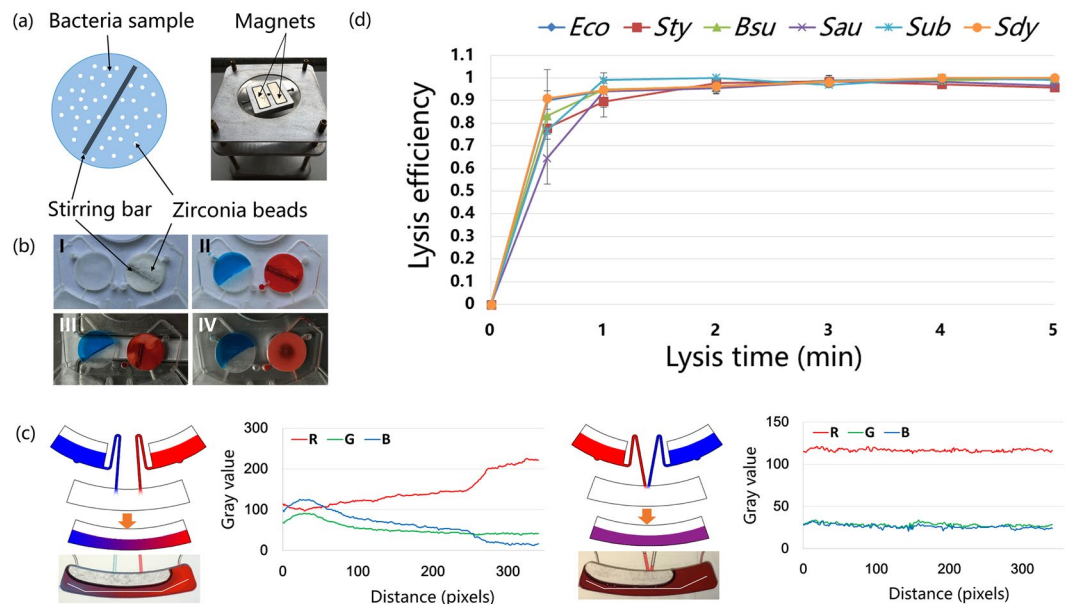 (a)
Bacteria sample
Magnets
Stirring bar
Zirconia beads
(b)
I
II
III
IV
(d)
Eco Sty Bsu Sau Sub Sdy
1.1
1
0.9
0.8
0.7
0.6
0.5
0.4
0.3
0.2
0.1
0
Lysis efficiency
0 1 2 3 4 5
Lysis time (min)
(c)
300
200
100
0
Gray value
R G B
0 100 200 300
Distance (pixels)
150
100
50
0
Gray value
R G B
0 100 200 300
Distance (pixels)